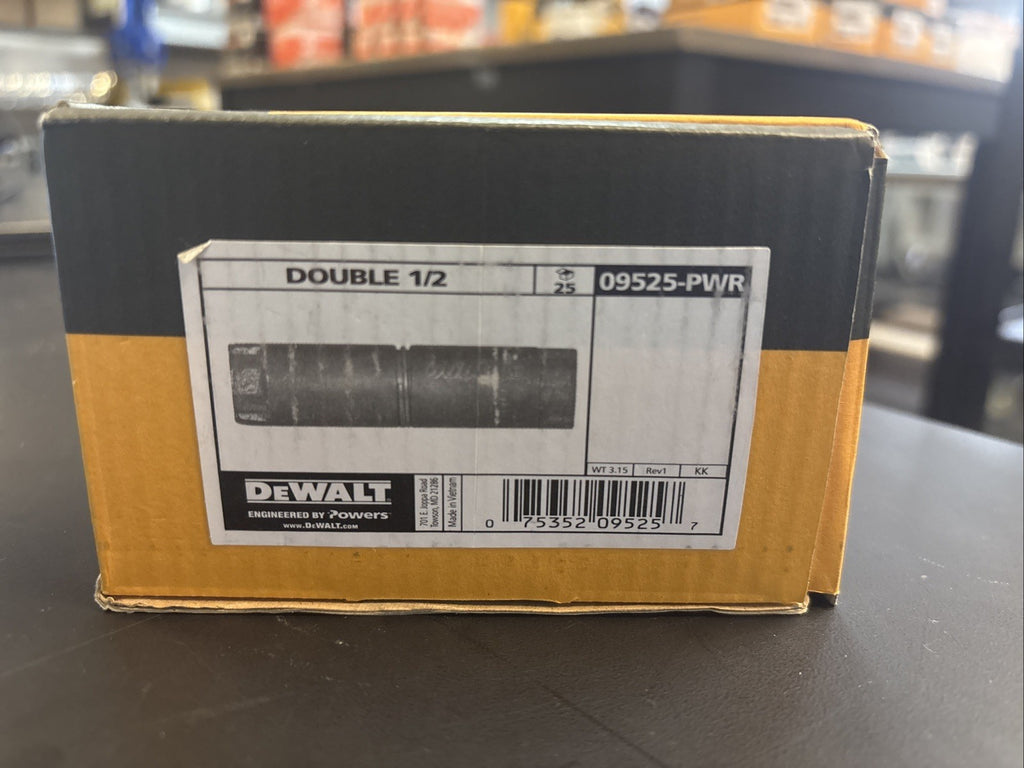 DOUBLE 1/2
25
09525-PWR
WT 3.15 Rev1 KK
DeWALT
ENGINEERED BY Powers
www.DeWALT.com
701 E. Joppa Road
Towson, MD 21286
Made in Vietnam
0 75352 09525 7